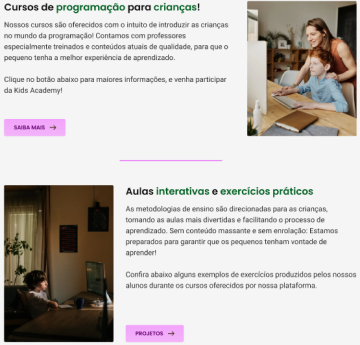 Cursos de programação para crianças!
Nossos cursos são oferecidos com o intuito de introduzir as crianças
no mundo da programação! Contamos com professores
especialmente treinados e conteúdos atuais de qualidade, para que o
pequeno tenha a melhor experiência de aprendizado.
Clique no botão abaixo para maiores informações, e venha participar
da Kids Academy!
SAIBA MAIS →
Aulas interativas e exercícios práticos
As metodologias de ensino são direcionadas para as crianças,
tornando as aulas mais divertidas e facilitando o processo de
aprendizado. Sem conteúdo massante e sem enrolação: Estamos
preparados para garantir que os pequenos tenham vontade de
aprender!
Confira abaixo alguns exemplos de exercícios produzidos pelos nossos
alunos durante os cursos oferecidos por nossa plataforma.
PROJETOS →